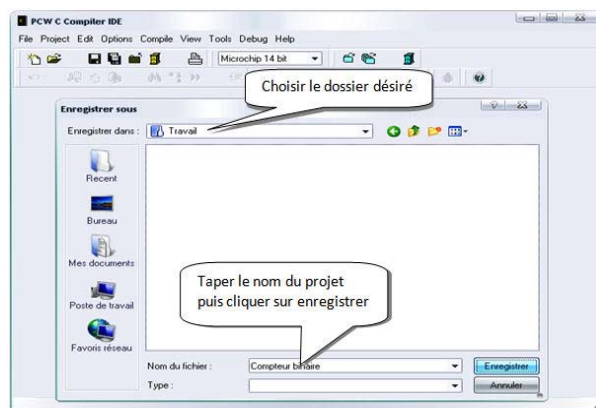 PCW C Compiler IDE
File Project Edit Options Compile View Tools Debug Help
Microchip 14 bit
Choisir le dossier désiré
Enregistrer sous
Enregistrer dans :
Travail
Recent
Bureau
Mes documents
Taper le nom du projet
puis cliquer sur enregistrer
Poste de travail
Favoris réseau
Nom du fichier :
Compteur binaire
Enregistrer
Type :
Annuler